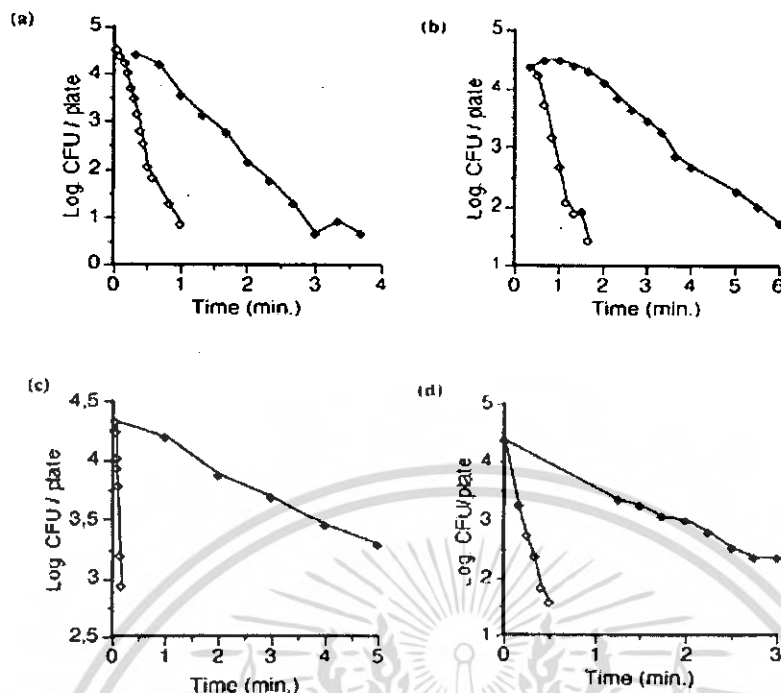 (a)
5
4
3
2
1
0
Log. CFU / plate
0 1 2 3 4
Time (min.)
(b)
5
4
3
2
1
Log. CFU / plate
0 1 2 3 4 5 6
Time (min.)
(c)
4,5
4
3,5
3
2,5
Log CFU / plate
0 1 2 3 4 5
Time (min.)
(d)
5
4
3
2
1
Log. CFU/plate
0 1 2 3
Time (min.)